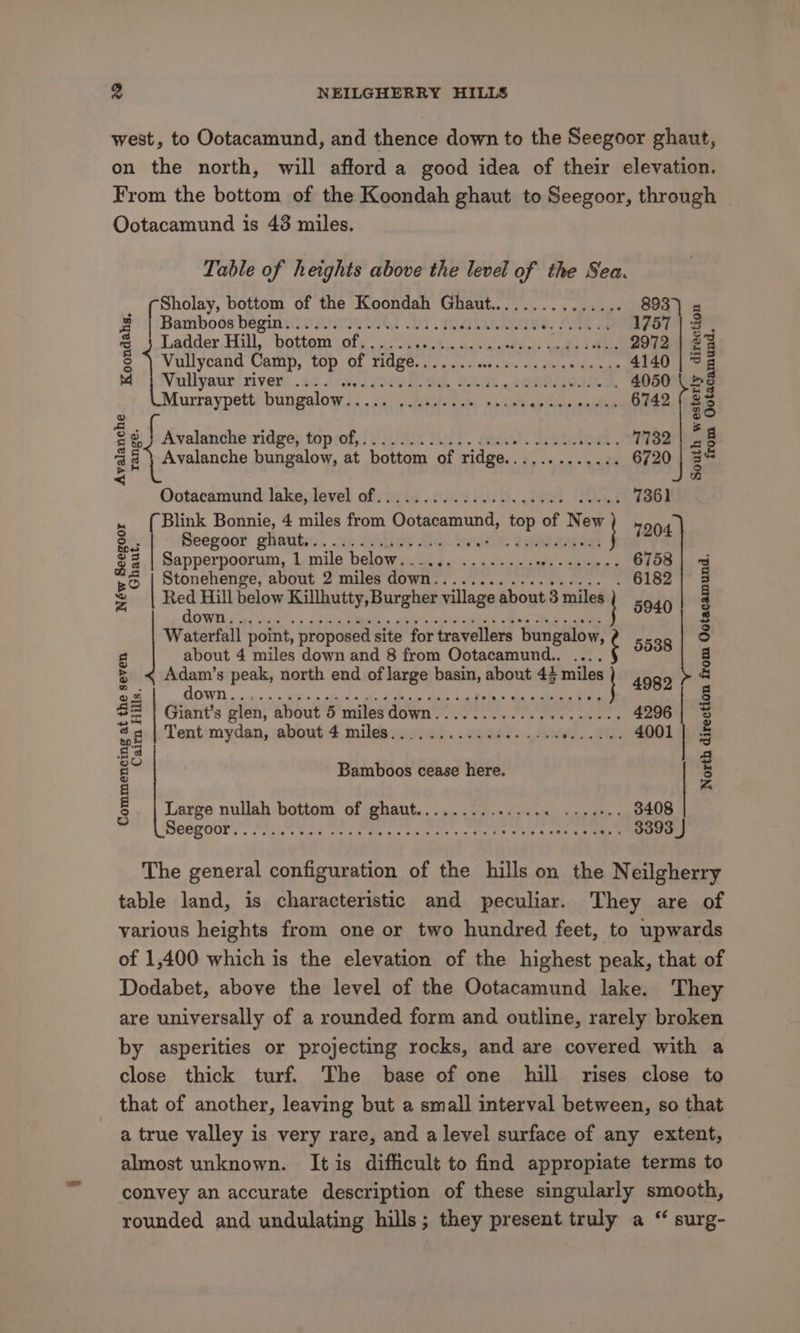 2 NEILGHERRY HILLS
west, to Ootacamund, and thence down to the Seegoor ghaut,
on the north, will afford a good idea of their elevation.
From the bottom of the Koondah ghaut to Seegoor, through
Ootacamund is 43 miles.
Table of heights above the level of the Sea.
Koondahs.
Sholay, bottom of the Koondah Ghaut............... 893
Bamboos begin................................ 1757
Ladder Hill, bottom of........................ 2972
Vullycand Camp, top of ridge.................. 4140
Vullyaur river ............................... 4050
Murraypett bungalow........................... 6742
Avalanche
range.
Avalanche ridge, top of,...................... 7732
Avalanche bungalow, at bottom of ridge............. 6720
South Westerly direction
from Ootacamund.
Ootacamund lake, level of..................... 7361
New Seegoor
Ghaut.
Blink Bonnie, 4 miles from Ootacamund, top of New
Seegoor ghaut................................. 7204
Sapperpoorum, 1 mile below.................... 6758
Stonehenge, about 2 miles down................ 6182
Red Hill below Killhutty, Burgher village about 3 miles
down.......................................... 5940
Commencing at the seven
Cairn Hills.
Waterfall point, proposed site for travellers bungalow,
about 4 miles down and 8 from Ootacamund.. .... 5538
Adam's peak, north end of large basin, about 4½ miles
down.......................................... 4982
Giant's glen, about 5 miles down.............. 4296
Tent mydan, about 4 miles..................... 4001
Bamboos cease here.
Large nullah bottom of ghaut.................. 3408
Seegoor....................................... 3393
North direction from Ootacamund.
The general configuration of the hills on the Neilgherry
table land, is characteristic and peculiar. They are of
various heights from one or two hundred feet, to upwards
of 1,400 which is the elevation of the highest peak, that of
Dodabet, above the level of the Ootacamund lake. They
are universally of a rounded form and outline, rarely broken
by asperities or projecting rocks, and are covered with a
close thick turf. The base of one hill rises close to
that of another, leaving but a small interval between, so that
a true valley is very rare, and a level surface of any extent,
almost unknown. It is difficult to find appropiate terms to
convey an accurate description of these singularly smooth,
rounded and undulating hills; they present truly a “ surg-